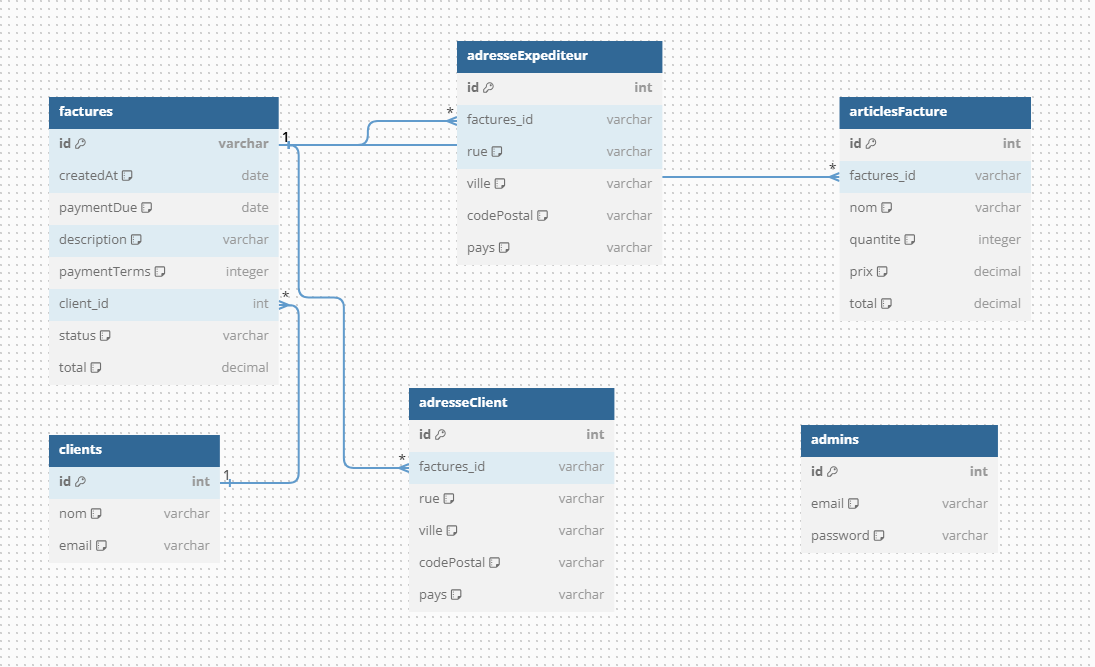 factures
id varchar
createdAt date
paymentDue date
description varchar
paymentTerms integer
client_id int
status varchar
total decimal
1
*
adresseExpediteur
id int
*
factures_id varchar
rue varchar
ville varchar
codePostal varchar
pays varchar
articlesFacture
id int
*
factures_id varchar
nom varchar
quantite integer
prix decimal
total decimal
clients
id int
1
nom varchar
email varchar
adresseClient
id int
*
factures_id varchar
rue varchar
ville varchar
codePostal varchar
pays varchar
admins
id int
email varchar
password varchar